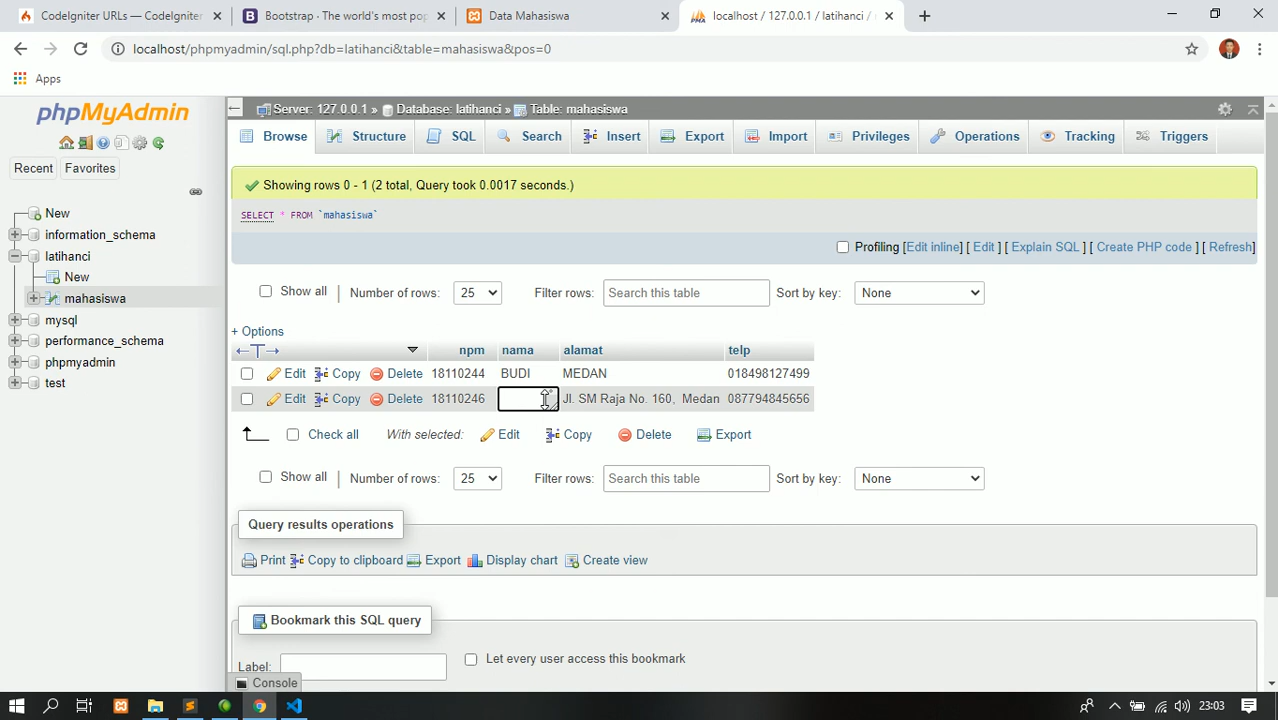 CodeIgniter URLs — CodeIgniter
Bootstrap · The world's most pop
Data Mahasiswa
localhost / 127.0.0.1 / latihanci /
localhost/phpmyadmin/sql.php?db=latihanci&table=mahasiswa&pos=0
Apps
phpMyAdmin
Server: 127.0.0.1 » Database: latihanci » Table: mahasiswa
Browse Structure SQL Search Insert Export Import Privileges Operations Tracking Triggers
Recent Favorites
New
information_schema
latihanci
New
mahasiswa
mysql
performance_schema
phpmyadmin
test
Showing rows 0 - 1 (2 total, Query took 0.0017 seconds.)
SELECT * FROM `mahasiswa`
Profiling [Edit inline] [ Edit ] [ Explain SQL ] [ Create PHP code ] [ Refresh]
Show all Number of rows: 25 Filter rows: Search this table Sort by key: None
+ Options
npm nama alamat telp
Edit Copy Delete 18110244 BUDI MEDAN 018498127499
Edit Copy Delete 18110246 Jl. SM Raja No. 160, Medan 087794845656
Check all With selected: Edit Copy Delete Export
Show all Number of rows: 25 Filter rows: Search this table Sort by key: None
Query results operations
Print Copy to clipboard Export Display chart Create view
Bookmark this SQL query
Label: Let every user access this bookmark
Console
23:03